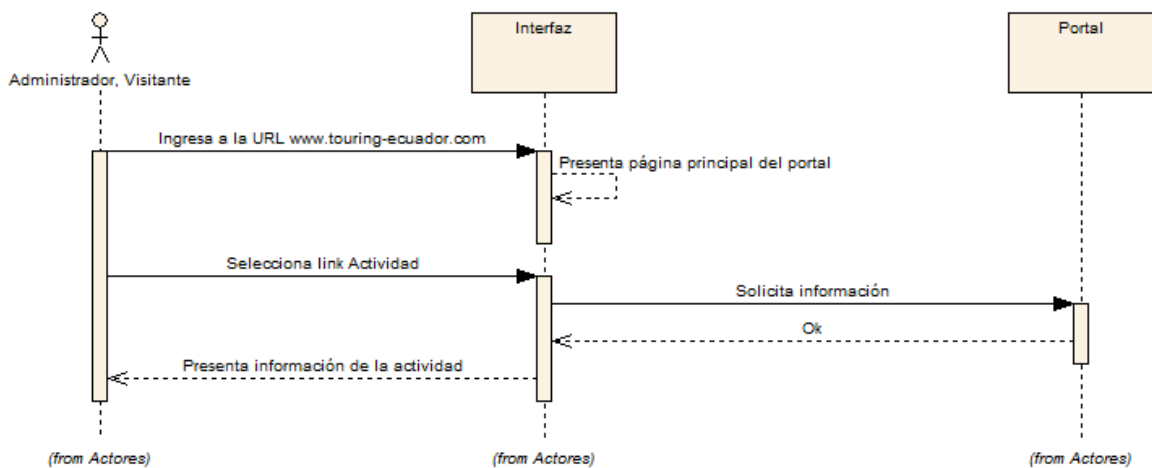 Interfaz
Portal
Administrador, Visitante
Ingresa a la URL www.touring-ecuador.com
Presenta página principal del portal
Selecciona link Actividad
Solicita información
Ok
Presenta información de la actividad
(from Actores)
(from Actores)
(from Actores)